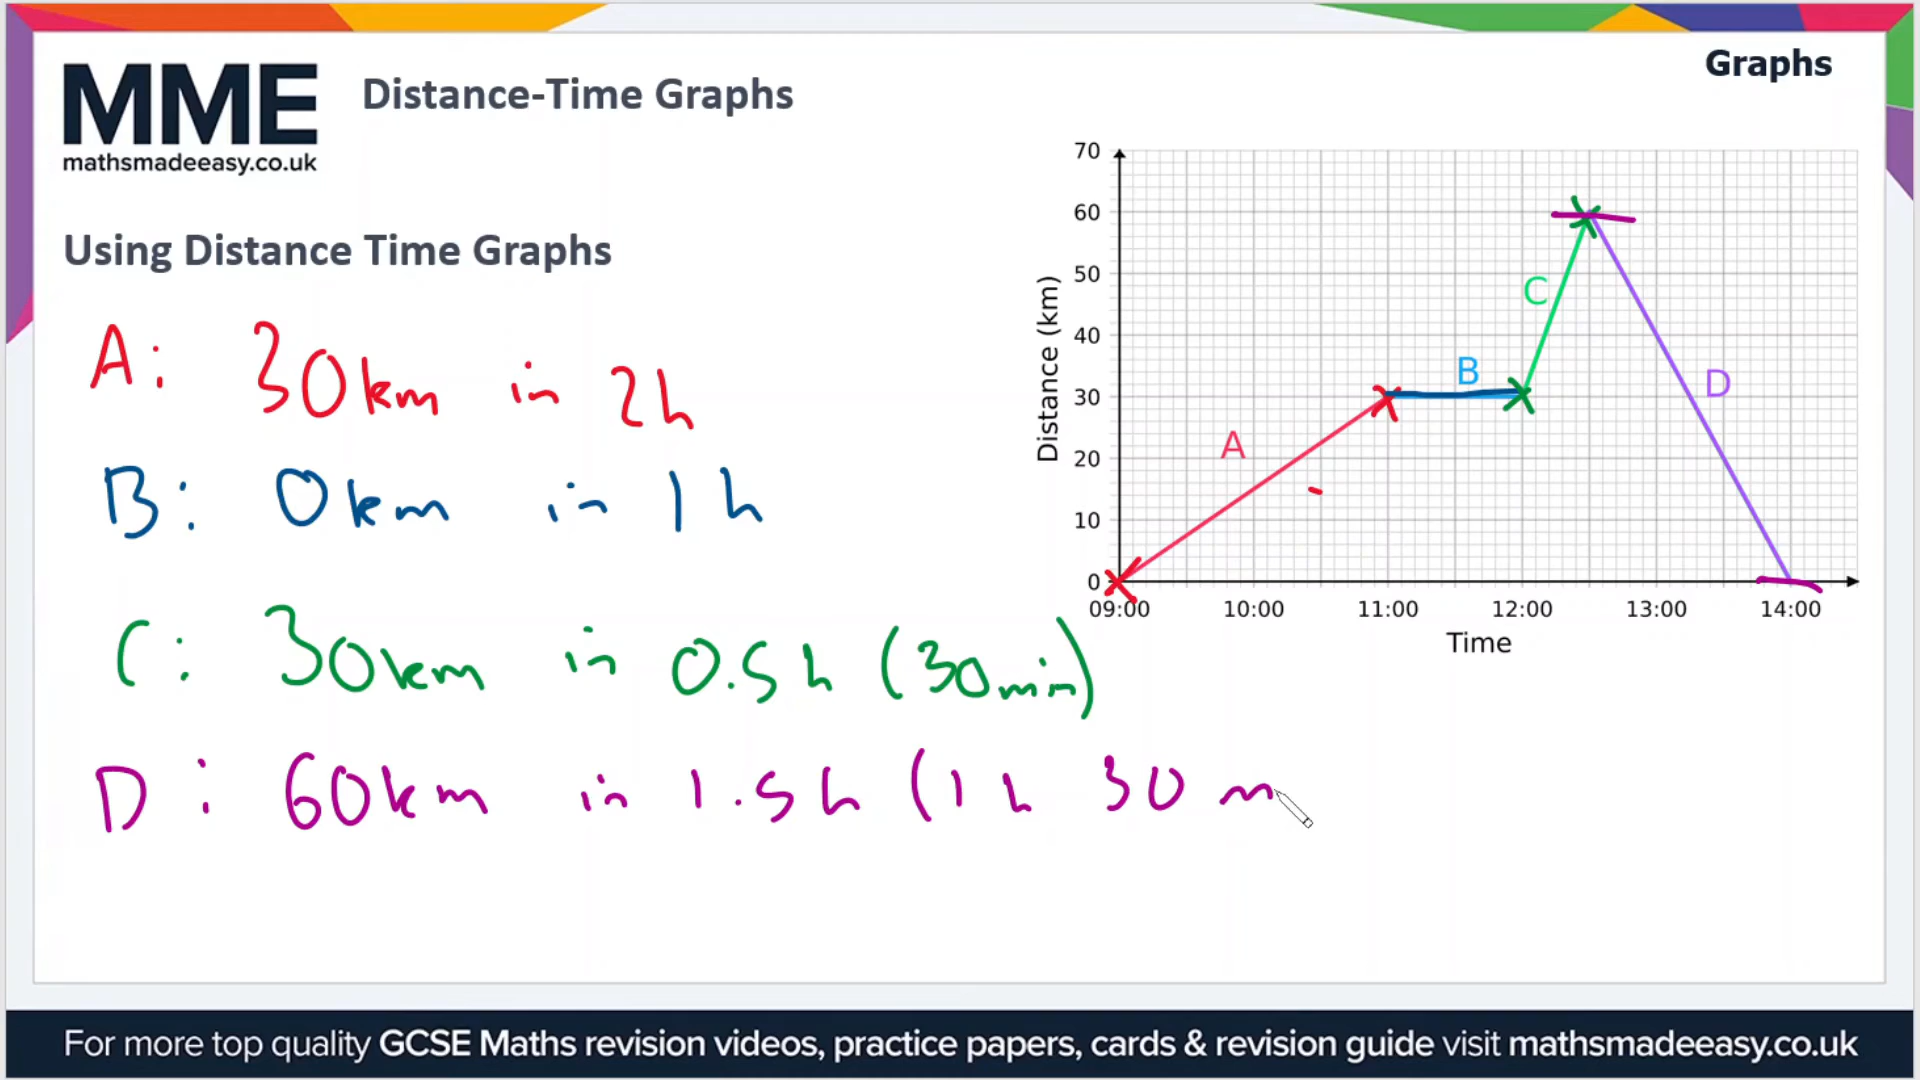 MME
mathsmadeeasy.co.uk
Distance-Time Graphs
Graphs
Using Distance Time Graphs
A: 30km in 2h
B: 0km in 1h
C: 30km in 0.5h (30min)
D: 60km in 1.5h (1h 30 m
70
60
50
40
30
20
10
0
Distance (km)
A
B
C
D
09:00 10:00 11:00 12:00 13:00 14:00
Time
For more top quality GCSE Maths revision videos, practice papers, cards & revision guide visit mathsmadeeasy.co.uk